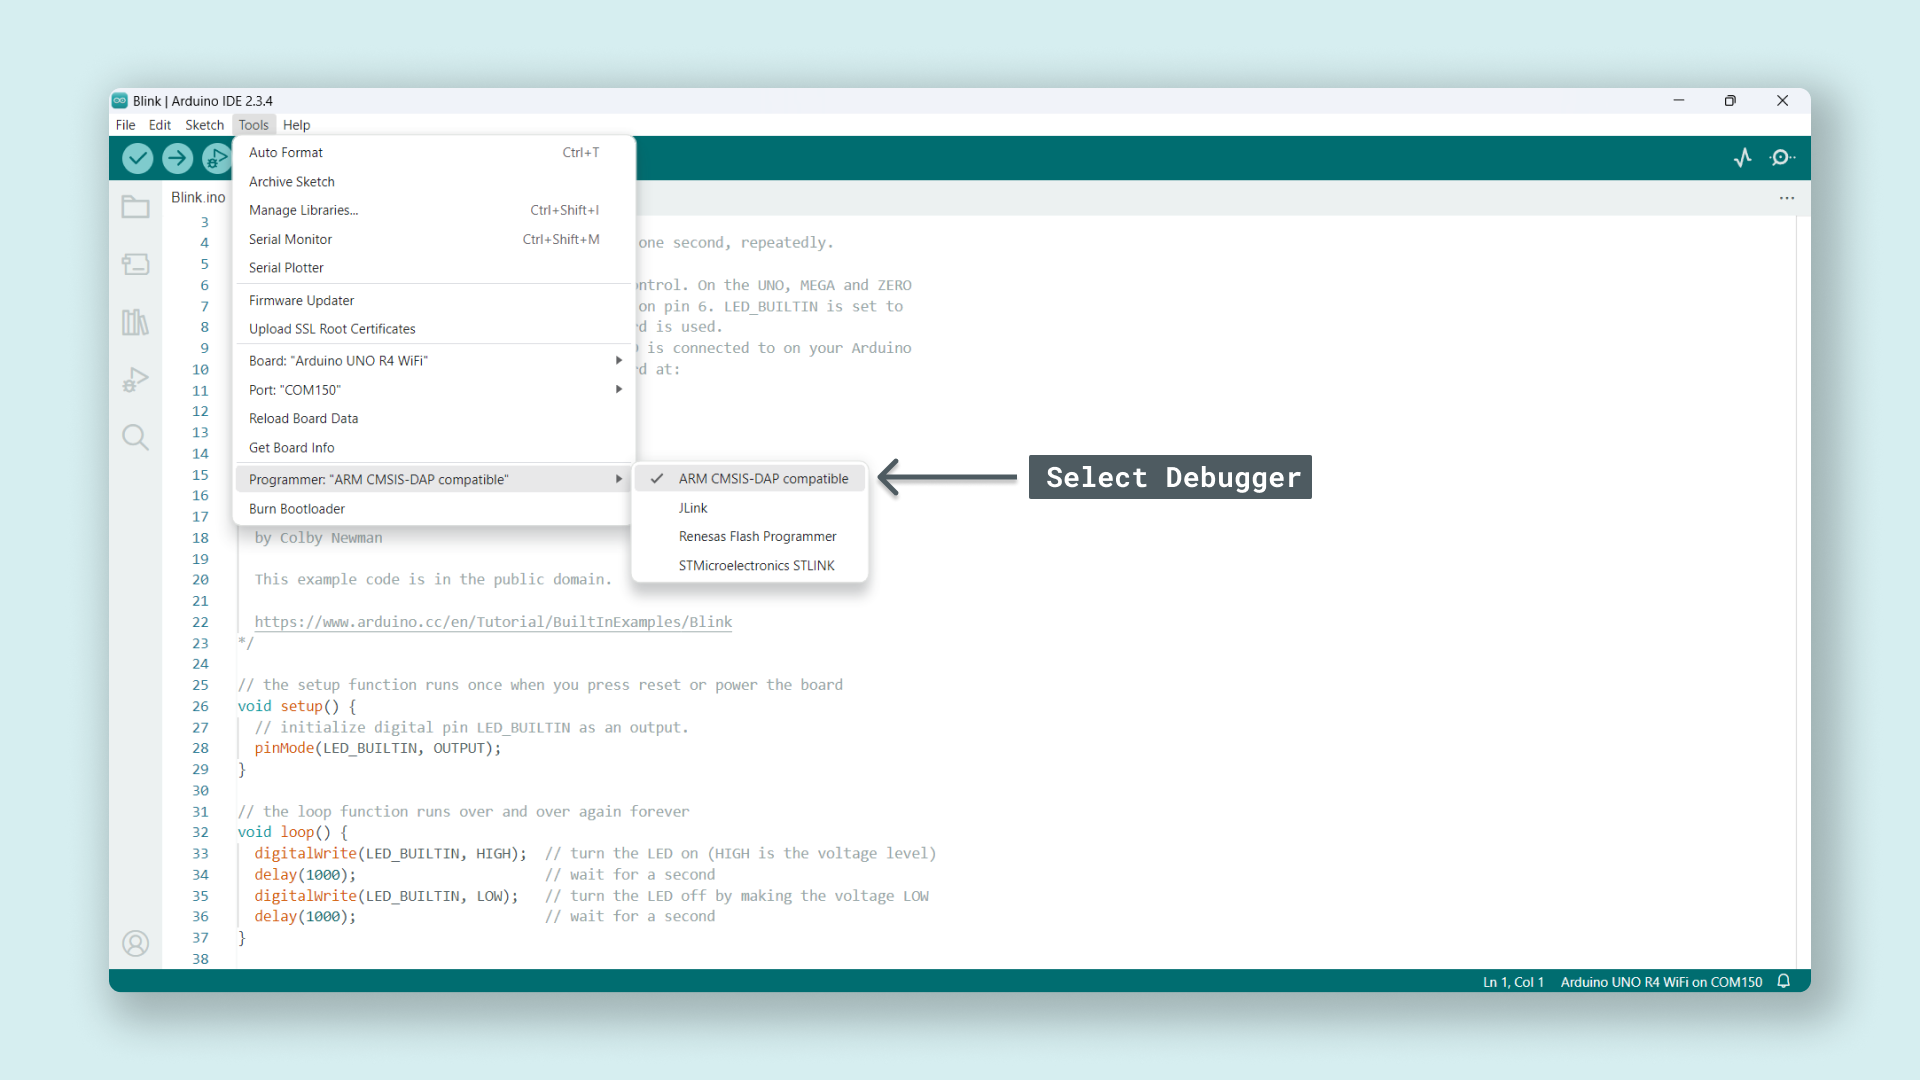 Blink | Arduino IDE 2.3.4
File Edit Sketch Tools Help
Auto Format Ctrl+T
Archive Sketch
Manage Libraries... Ctrl+Shift+I
Serial Monitor Ctrl+Shift+M
Serial Plotter
Firmware Updater
Upload SSL Root Certificates
Board: "Arduino UNO R4 WiFi"
Port: "COM150"
Reload Board Data
Get Board Info
Programmer: "ARM CMSIS-DAP compatible"
Burn Bootloader
ARM CMSIS-DAP compatible
JLink
Renesas Flash Programmer
STMicroelectronics STLINK
Select Debugger
Blink.ino
3
4 one second, repeatedly.
5
6 ntrol. On the UNO, MEGA and ZERO
7 on pin 6. LED_BUILTIN is set to
8 d is used.
9 is connected to on your Arduino
10 d at:
11
12
13
14
15
16
17
18 by Colby Newman
19
20 This example code is in the public domain.
21
22 https://www.arduino.cc/en/Tutorial/BuiltInExamples/Blink
23 */
24
25 // the setup function runs once when you press reset or power the board
26 void setup() {
27 // initialize digital pin LED_BUILTIN as an output.
28 pinMode(LED_BUILTIN, OUTPUT);
29 }
30
31 // the loop function runs over and over again forever
32 void loop() {
33 digitalWrite(LED_BUILTIN, HIGH); // turn the LED on (HIGH is the voltage level)
34 delay(1000); // wait for a second
35 digitalWrite(LED_BUILTIN, LOW); // turn the LED off by making the voltage LOW
36 delay(1000); // wait for a second
37 }
38
Ln 1, Col 1 Arduino UNO R4 WiFi on COM150